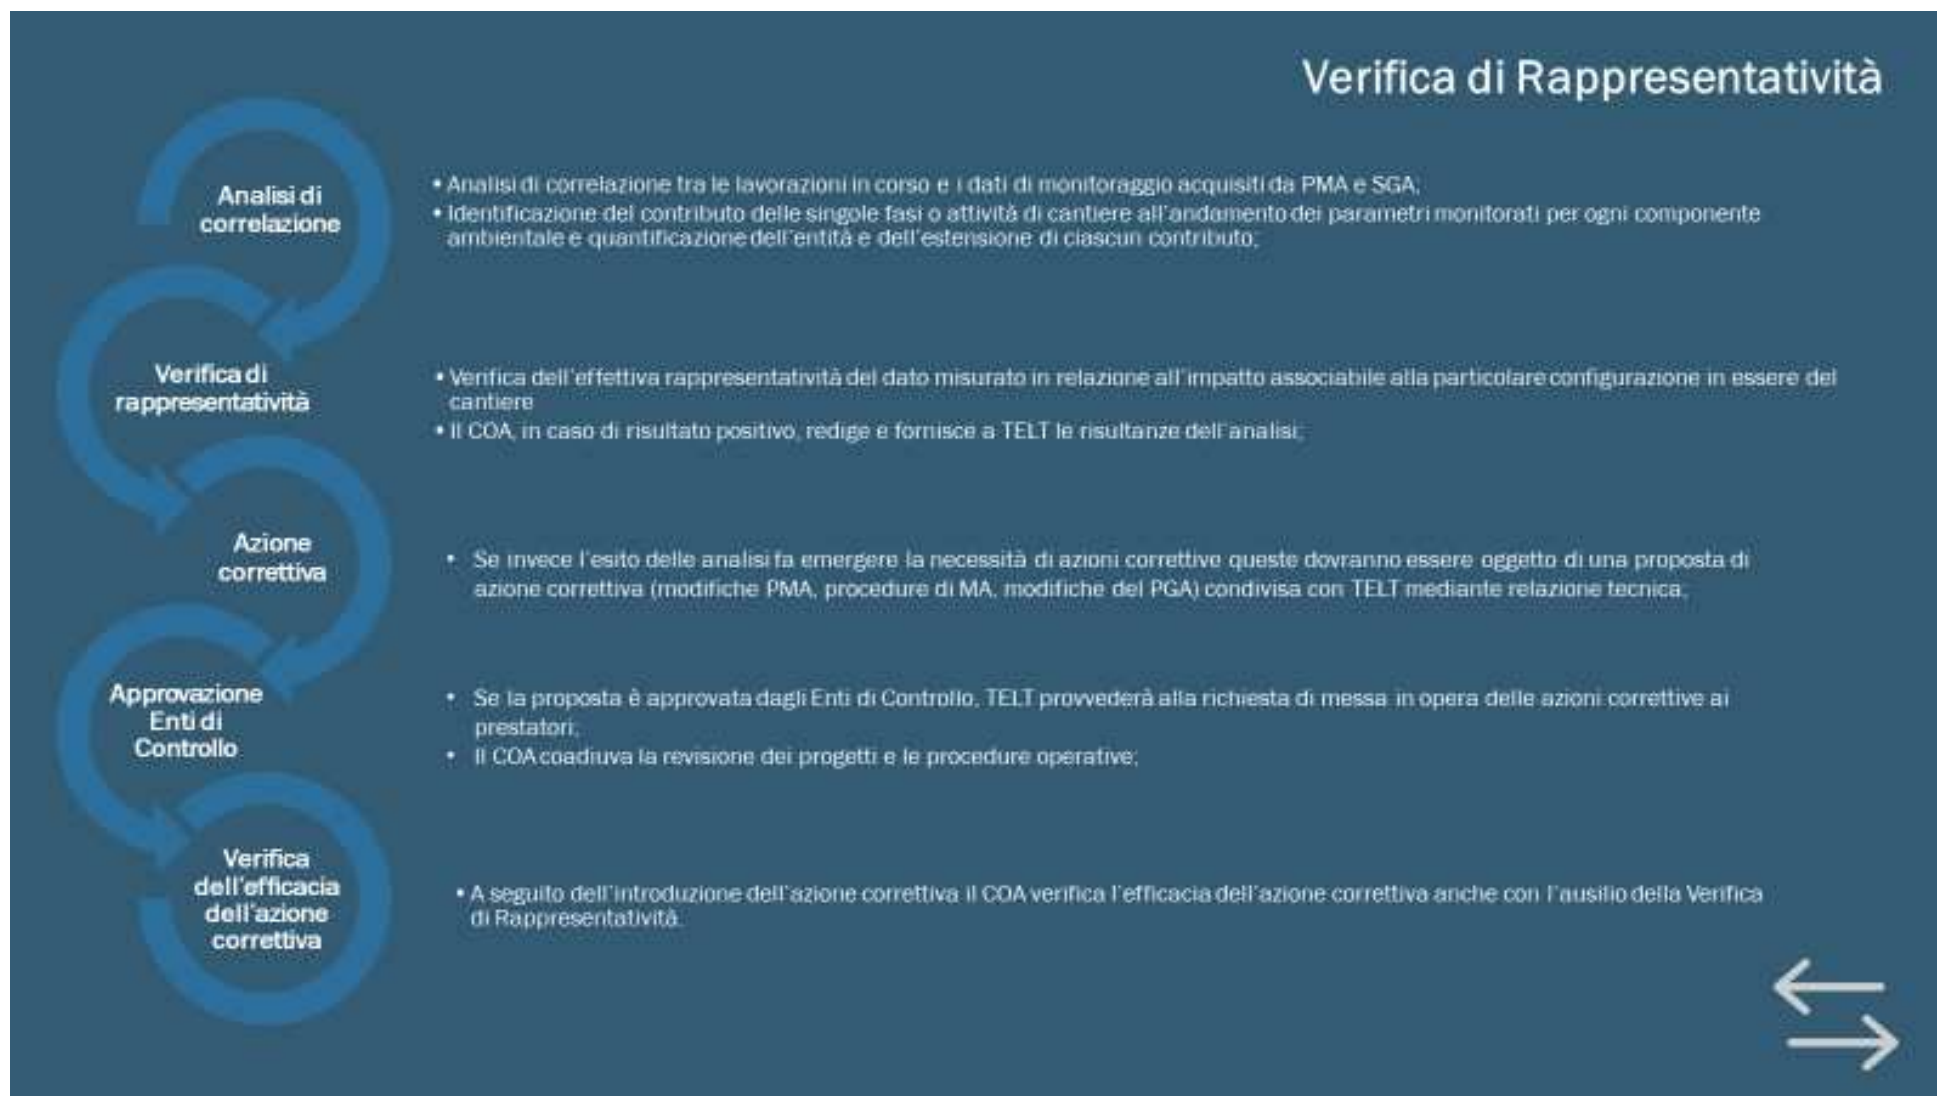 Verifica di Rappresentatività
Analisi di
correlazione
• Analisi di correlazione tra le lavorazioni in corso e i dati di monitoraggio acquisiti da PMA e SGA;
• Identificazione del contributo delle singole fasi o attività di cantiere all'andamento dei parametri monitorati per ogni componente
ambientale e quantificazione dell'entità e dell'estensione di ciascun contributo;
Verifica di
rappresentatività
• Verifica dell'effettiva rappresentatività del dato misurato in relazione all'impatto associabile alla particolare configurazione in essere del
cantiere
• Il COA, in caso di risultato positivo, redige e fornisce a TELT le risultanze dell'analisi;
Azione
correttiva
• Se invece l'esito delle analisi fa emergere la necessità di azioni correttive queste dovranno essere oggetto di una proposta di
azione correttiva (modifiche PMA, procedure di MA, modifiche del PGA) condivisa con TELT mediante relazione tecnica;
Approvazione
Enti di
Controllo
• Se la proposta è approvata dagli Enti di Controllo, TELT provvederà alla richiesta di messa in opera delle azioni correttive ai
prestatori;
• Il COA coadiuva la revisione dei progetti e le procedure operative;
Verifica
dell'efficacia
dell'azione
correttiva
• A seguito dell'introduzione dell'azione correttiva il COA verifica l'efficacia dell'azione correttiva anche con l'ausilio della Verifica
di Rappresentatività.